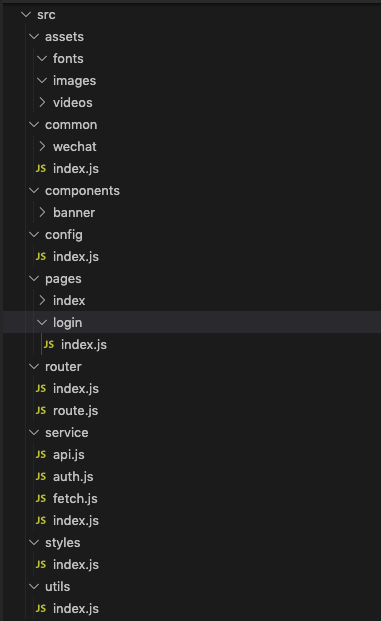 src
assets
fonts
images
videos
common
wechat
JS index.js
components
banner
config
JS index.js
pages
index
login
JS index.js
router
JS index.js
JS route.js
service
JS api.js
JS auth.js
JS fetch.js
JS index.js
styles
JS index.js
utils
JS index.js